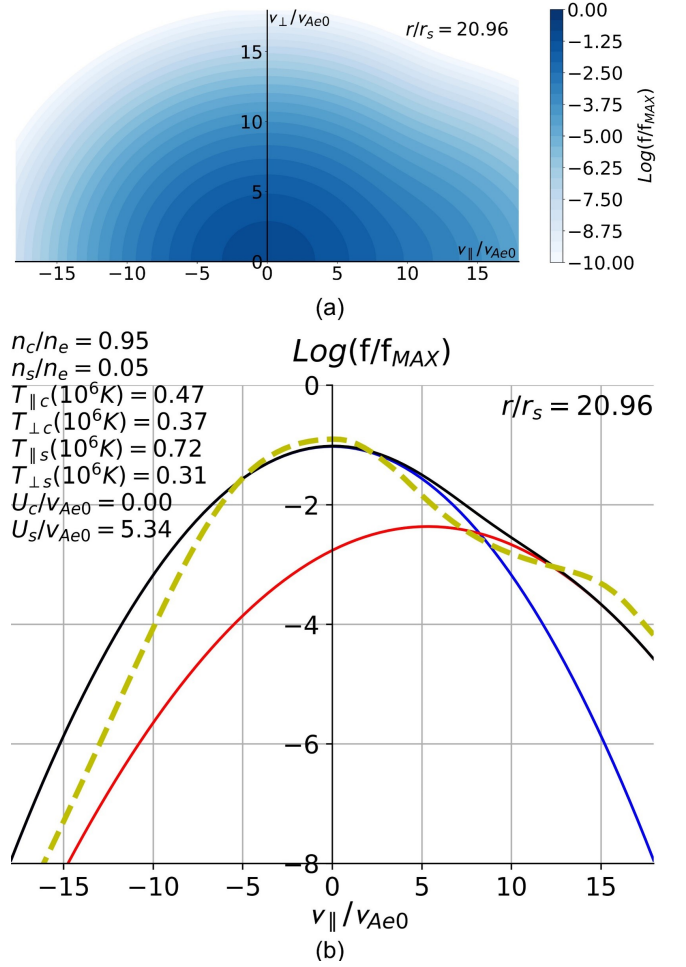 v⊥/vAe0
r/rs = 20.96
0.00
−1.25
−2.50
−3.75
−5.00
−6.25
−7.50
−8.75
−10.00
Log(f/fMAX)
15
10
5
0
v∥/vAe0
−15 −10 −5 0 5 10 15
(a)
nc/ne = 0.95
ns/ne = 0.05
T∥c(10⁶K) = 0.47
T⊥c(10⁶K) = 0.37
T∥s(10⁶K) = 0.72
T⊥s(10⁶K) = 0.31
Uc/vAe0 = 0.00
Us/vAe0 = 5.34
Log(f/fMAX)
r/rs = 20.96
0
−2
−4
−6
−8
−15 −10 −5 0 5 10 15
v∥/vAe0
(b)